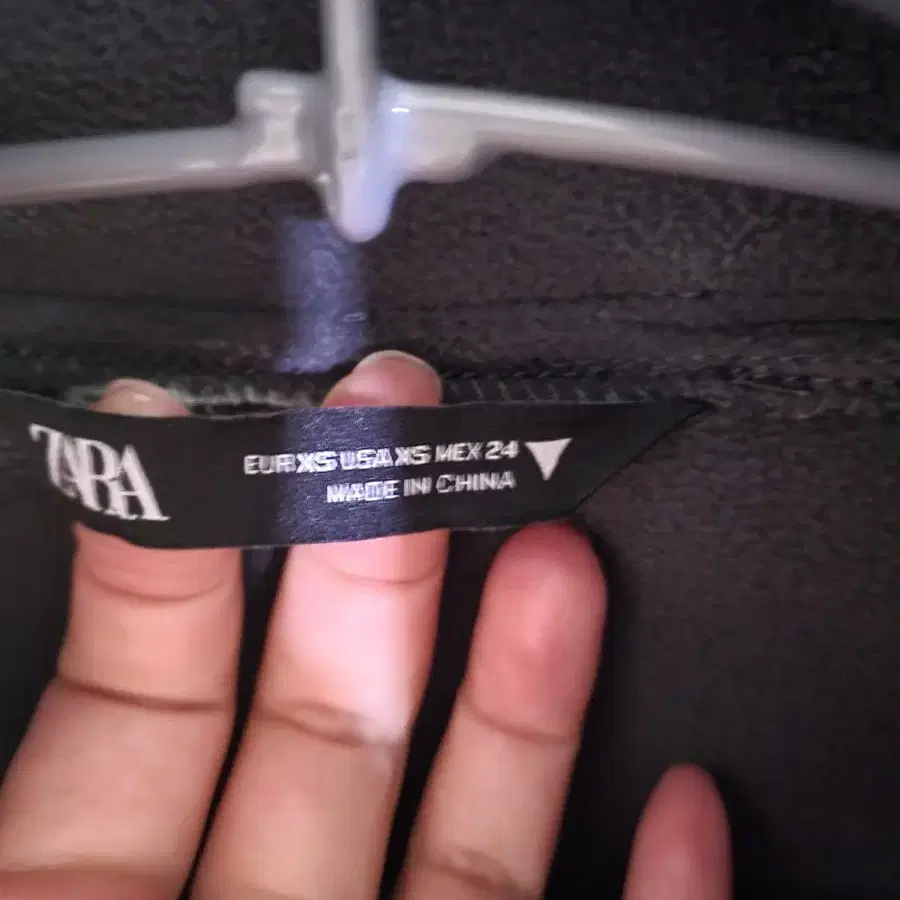 ZARA
EUR XS USA XS MEX 24
MADE IN CHINA